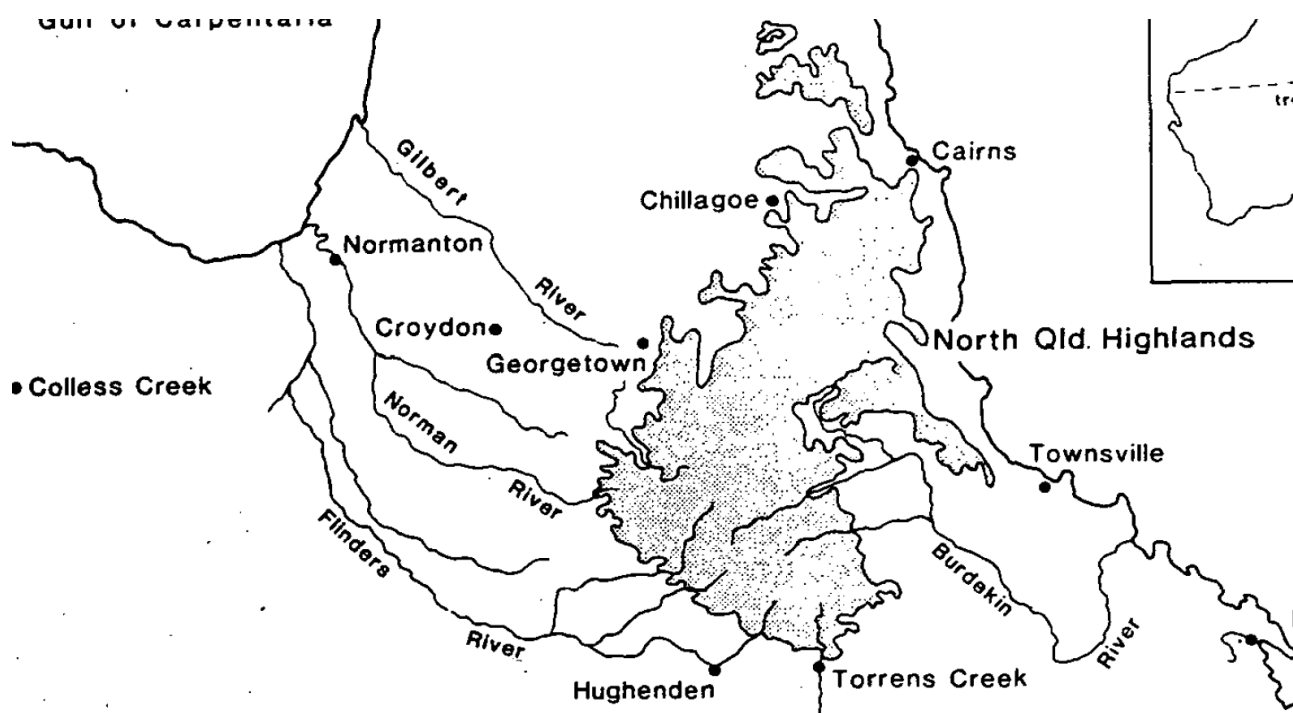 Gulf of Carpentaria
tr
Cairns
Gilbert
Chillagoe
Normanton
River
Croydon
North Qld. Highlands
Georgetown
Colless Creek
Norman
Townsville
River
Flinders
Burdekin
River
River
Torrens Creek
Hughenden